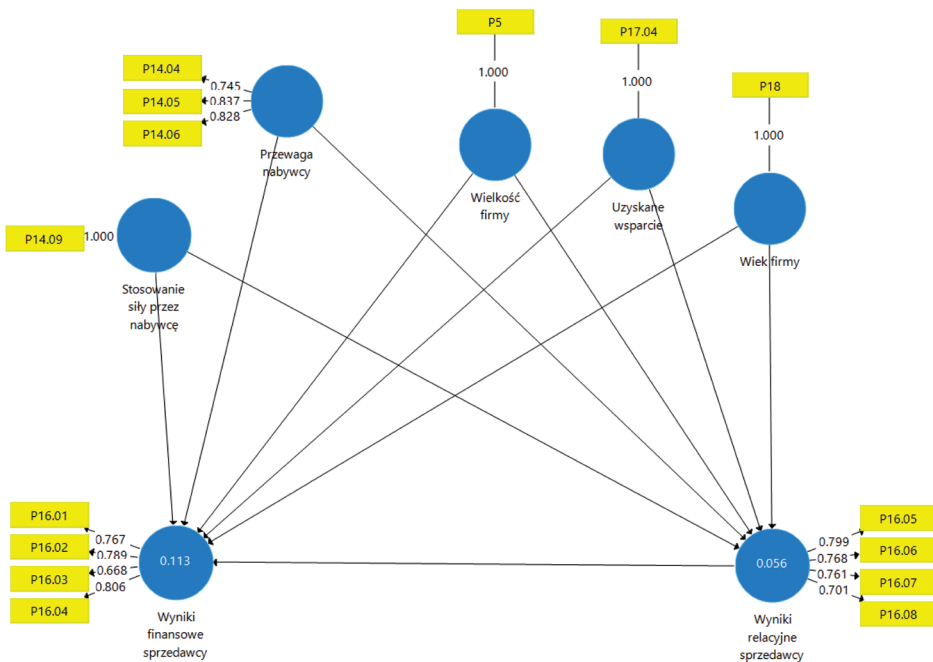 P5
P17.04
P14.04
0.745
P14.05
0.837
P14.06
0.828
1.000
1.000
P18
1.000
Przewaga
nabywcy
Wielkość
firmy
Uzyskane
wsparcie
P14.09
1.000
Wiek firmy
Stosowanie
siły przez
nabywcę
P16.01
0.767
P16.02
0.789
P16.03
0.668
P16.04
0.806
0.113
Wyniki
finansowe
sprzedawcy
0.056
0.799
P16.05
0.768
P16.06
0.761
P16.07
0.701
P16.08
Wyniki
relacyjne
sprzedawcy